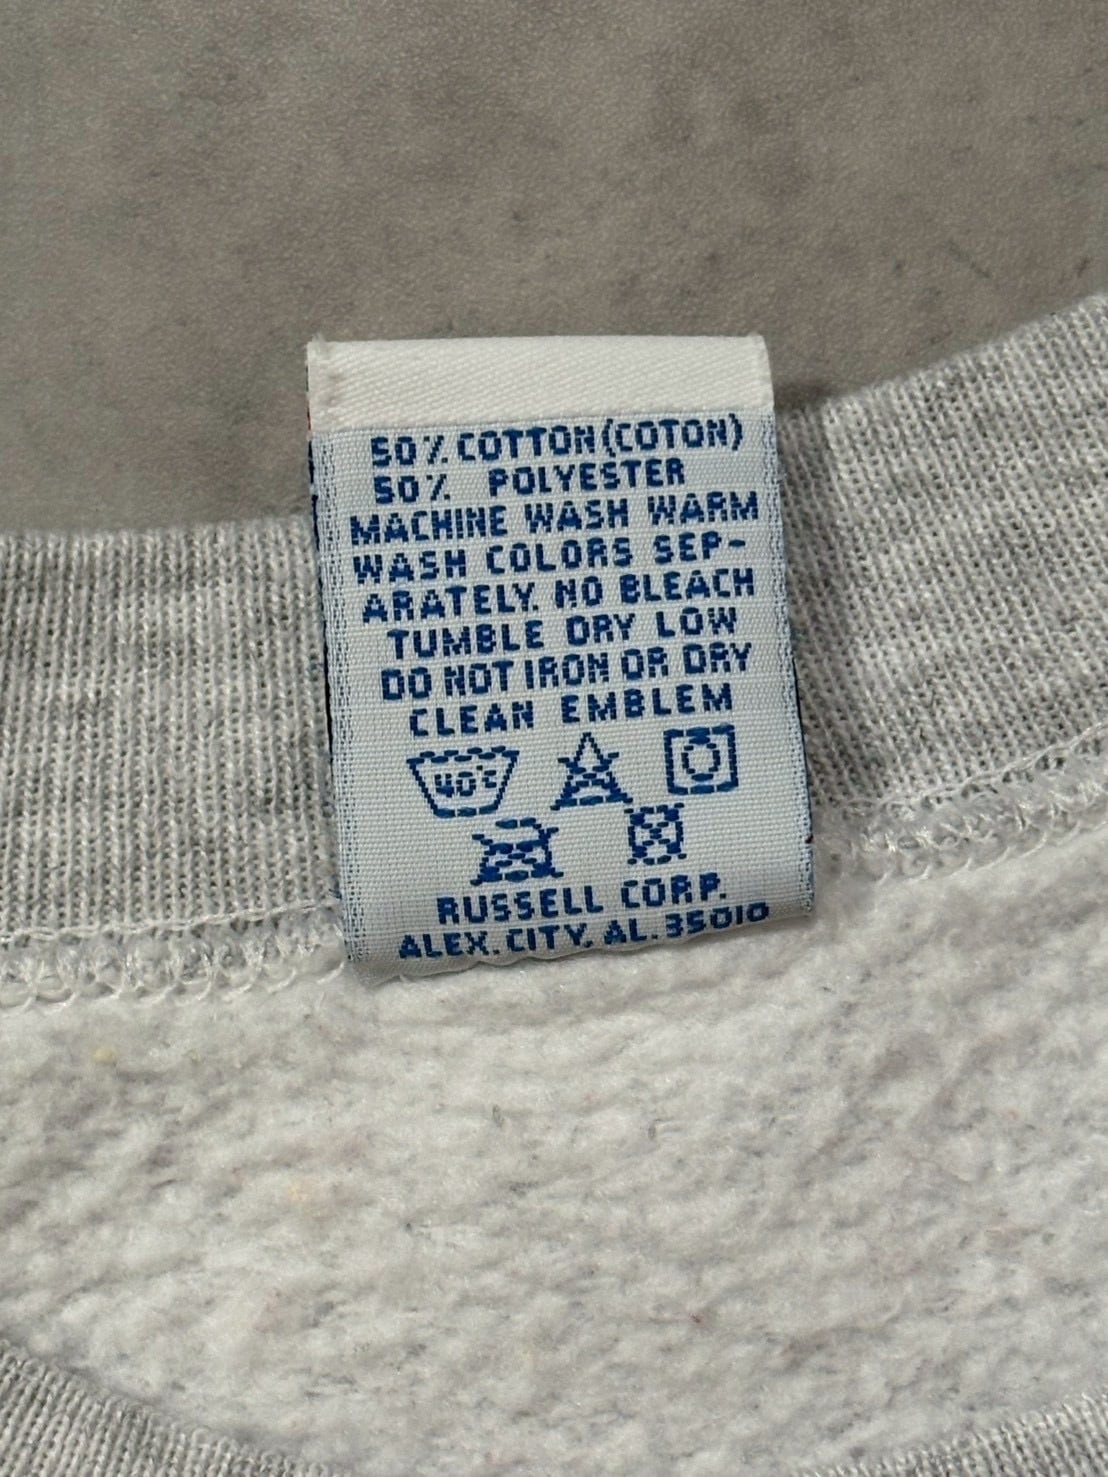 50% COTTON (COTON)
50% POLYESTER
MACHINE WASH WARM
WASH COLORS SEP-
ARATELY. NO BLEACH
TUMBLE DRY LOW
DO NOT IRON OR DRY
CLEAN EMBLEM
40°C
RUSSELL CORP.
ALEX. CITY, AL. 35010